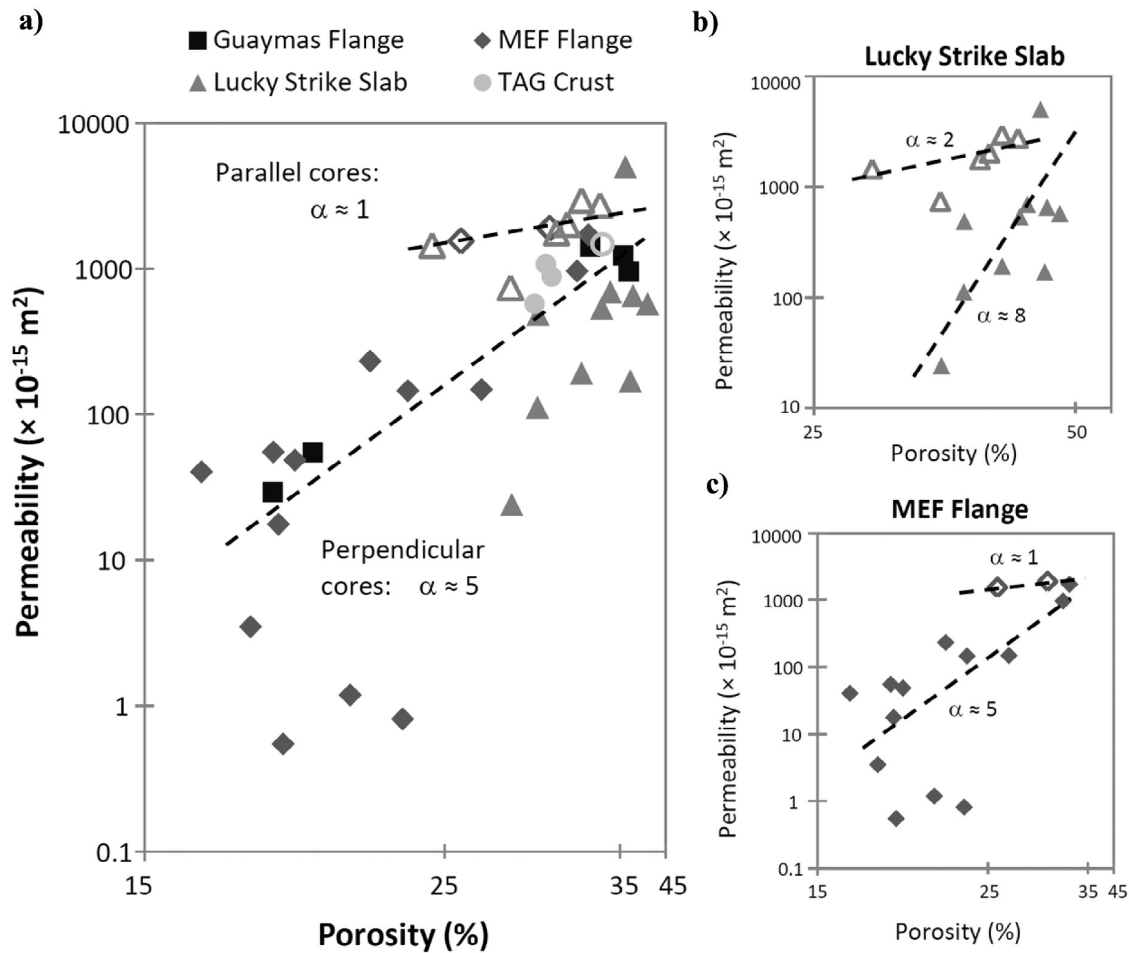 a)
Guaymas Flange
MEF Flange
Lucky Strike Slab
TAG Crust
10000
1000
100
10
1
0.1
Permeability (× 10⁻¹⁵ m²)
Parallel cores:
α ≈ 1
Perpendicular
cores: α ≈ 5
15
25
35
45
Porosity (%)
b)
Lucky Strike Slab
10000
1000
100
10
Permeability (× 10⁻¹⁵ m²)
α ≈ 2
α ≈ 8
25
50
Porosity (%)
c)
MEF Flange
10000
1000
100
10
1
0.1
Permeability (× 10⁻¹⁵ m²)
α ≈ 1
α ≈ 5
15
25
35
45
Porosity (%)